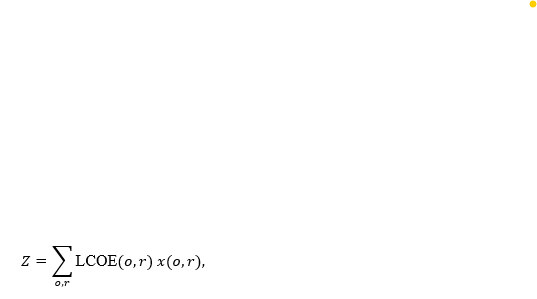 Z = ∑_{o,r} LCOE(o,r) x(o,r),